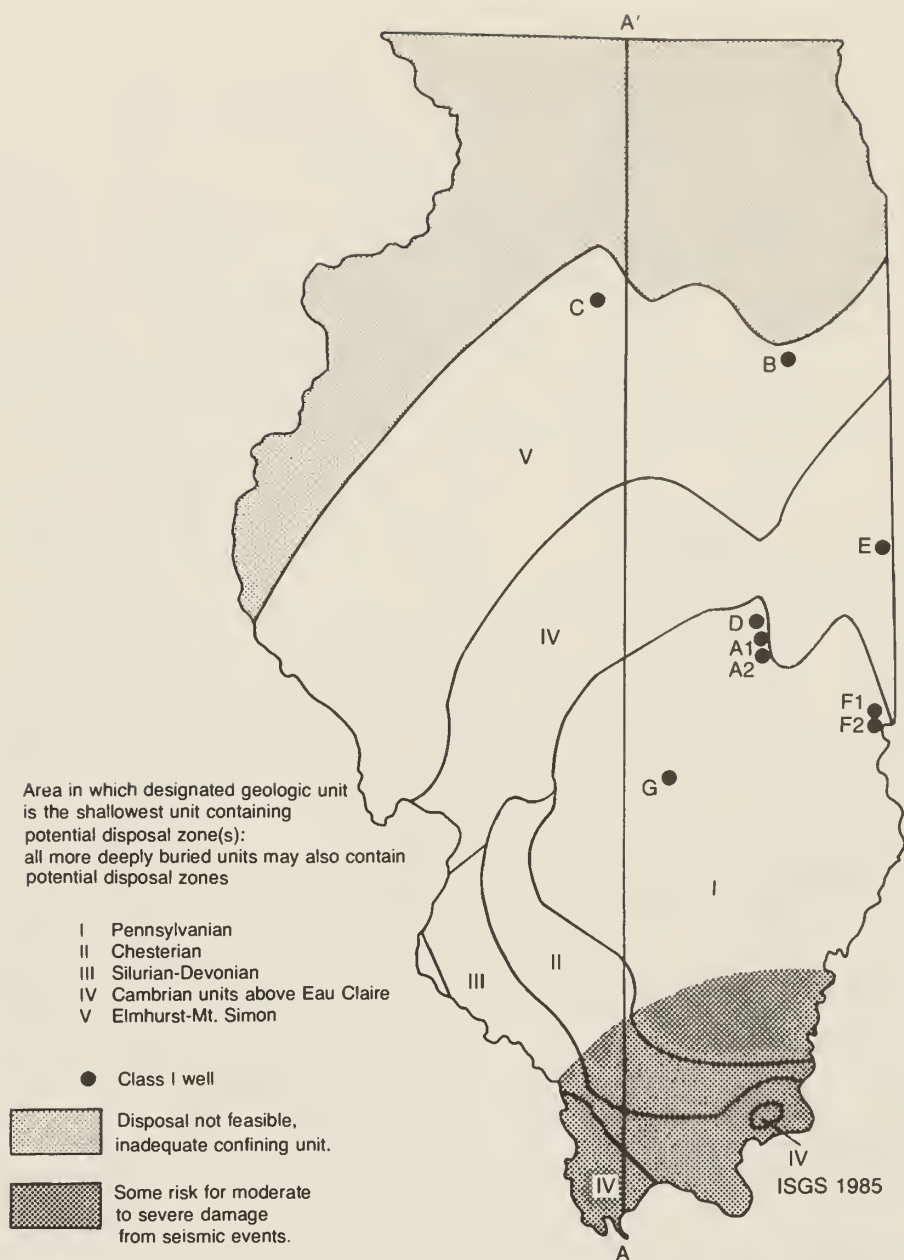 A'
C
B
V
E
IV
D
A1
A2
F1
F2
G
Area in which designated geologic unit
is the shallowest unit containing
potential disposal zone(s):
all more deeply buried units may also contain
potential disposal zones
I
I Pennsylvanian
II Chesterian
III Silurian-Devonian
IV Cambrian units above Eau Claire
V Elmhurst-Mt. Simon
II
III
Class I well
Disposal not feasible,
inadequate confining unit.
Some risk for moderate
to severe damage
from seismic events.
IV
IV
ISGS 1985
A